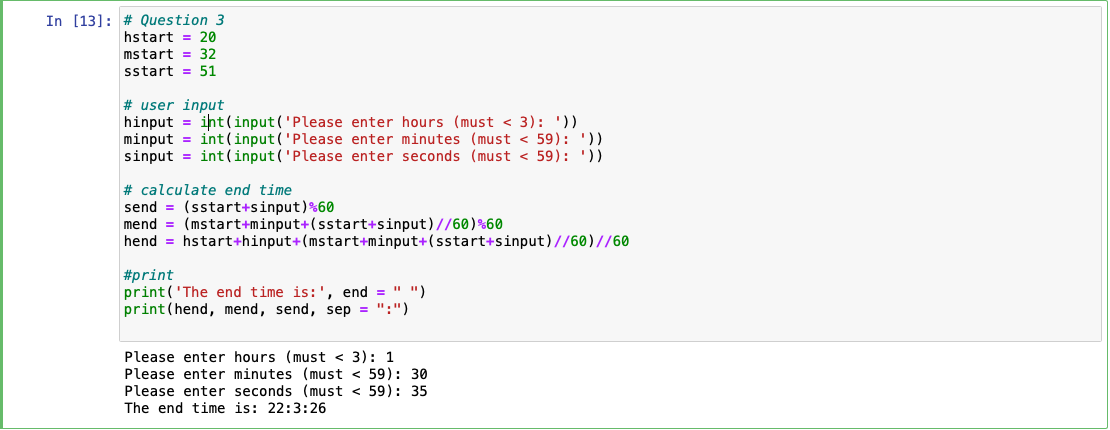 In [13]:
# Question 3
hstart = 20
mstart = 32
sstart = 51
# user input
hinput = int(input('Please enter hours (must < 3): '))
minput = int(input('Please enter minutes (must < 59): '))
sinput = int(input('Please enter seconds (must < 59): '))
# calculate end time
send = (sstart+sinput)%60
mend = (mstart+minput+(sstart+sinput)//60)%60
hend = hstart+hinput+(mstart+minput+(sstart+sinput)//60)//60
#print
print('The end time is:', end = " ")
print(hend, mend, send, sep = ":")
Please enter hours (must < 3): 1
Please enter minutes (must < 59): 30
Please enter seconds (must < 59): 35
The end time is: 22:3:26